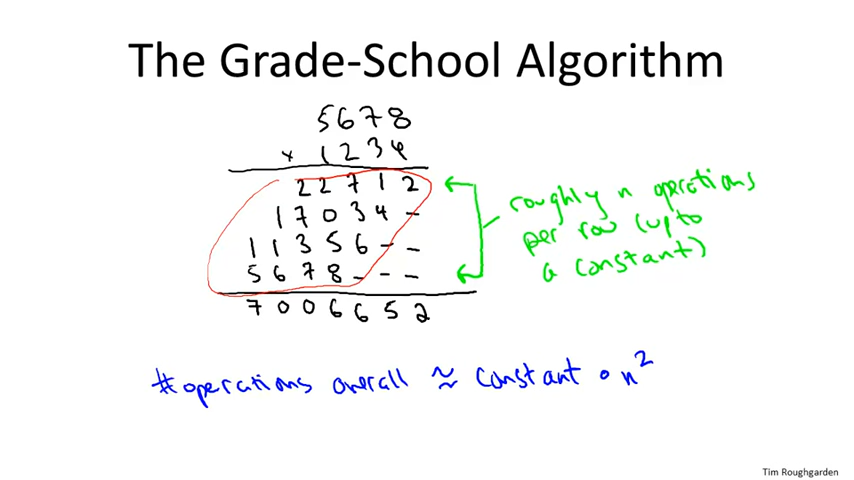 The Grade-School Algorithm
5678
× 1234
22712
17034-
11356--
5678---
7006652
roughly n operations
per row (up to
a constant)
#operations overall ≈ constant • n²
Tim Roughgarden